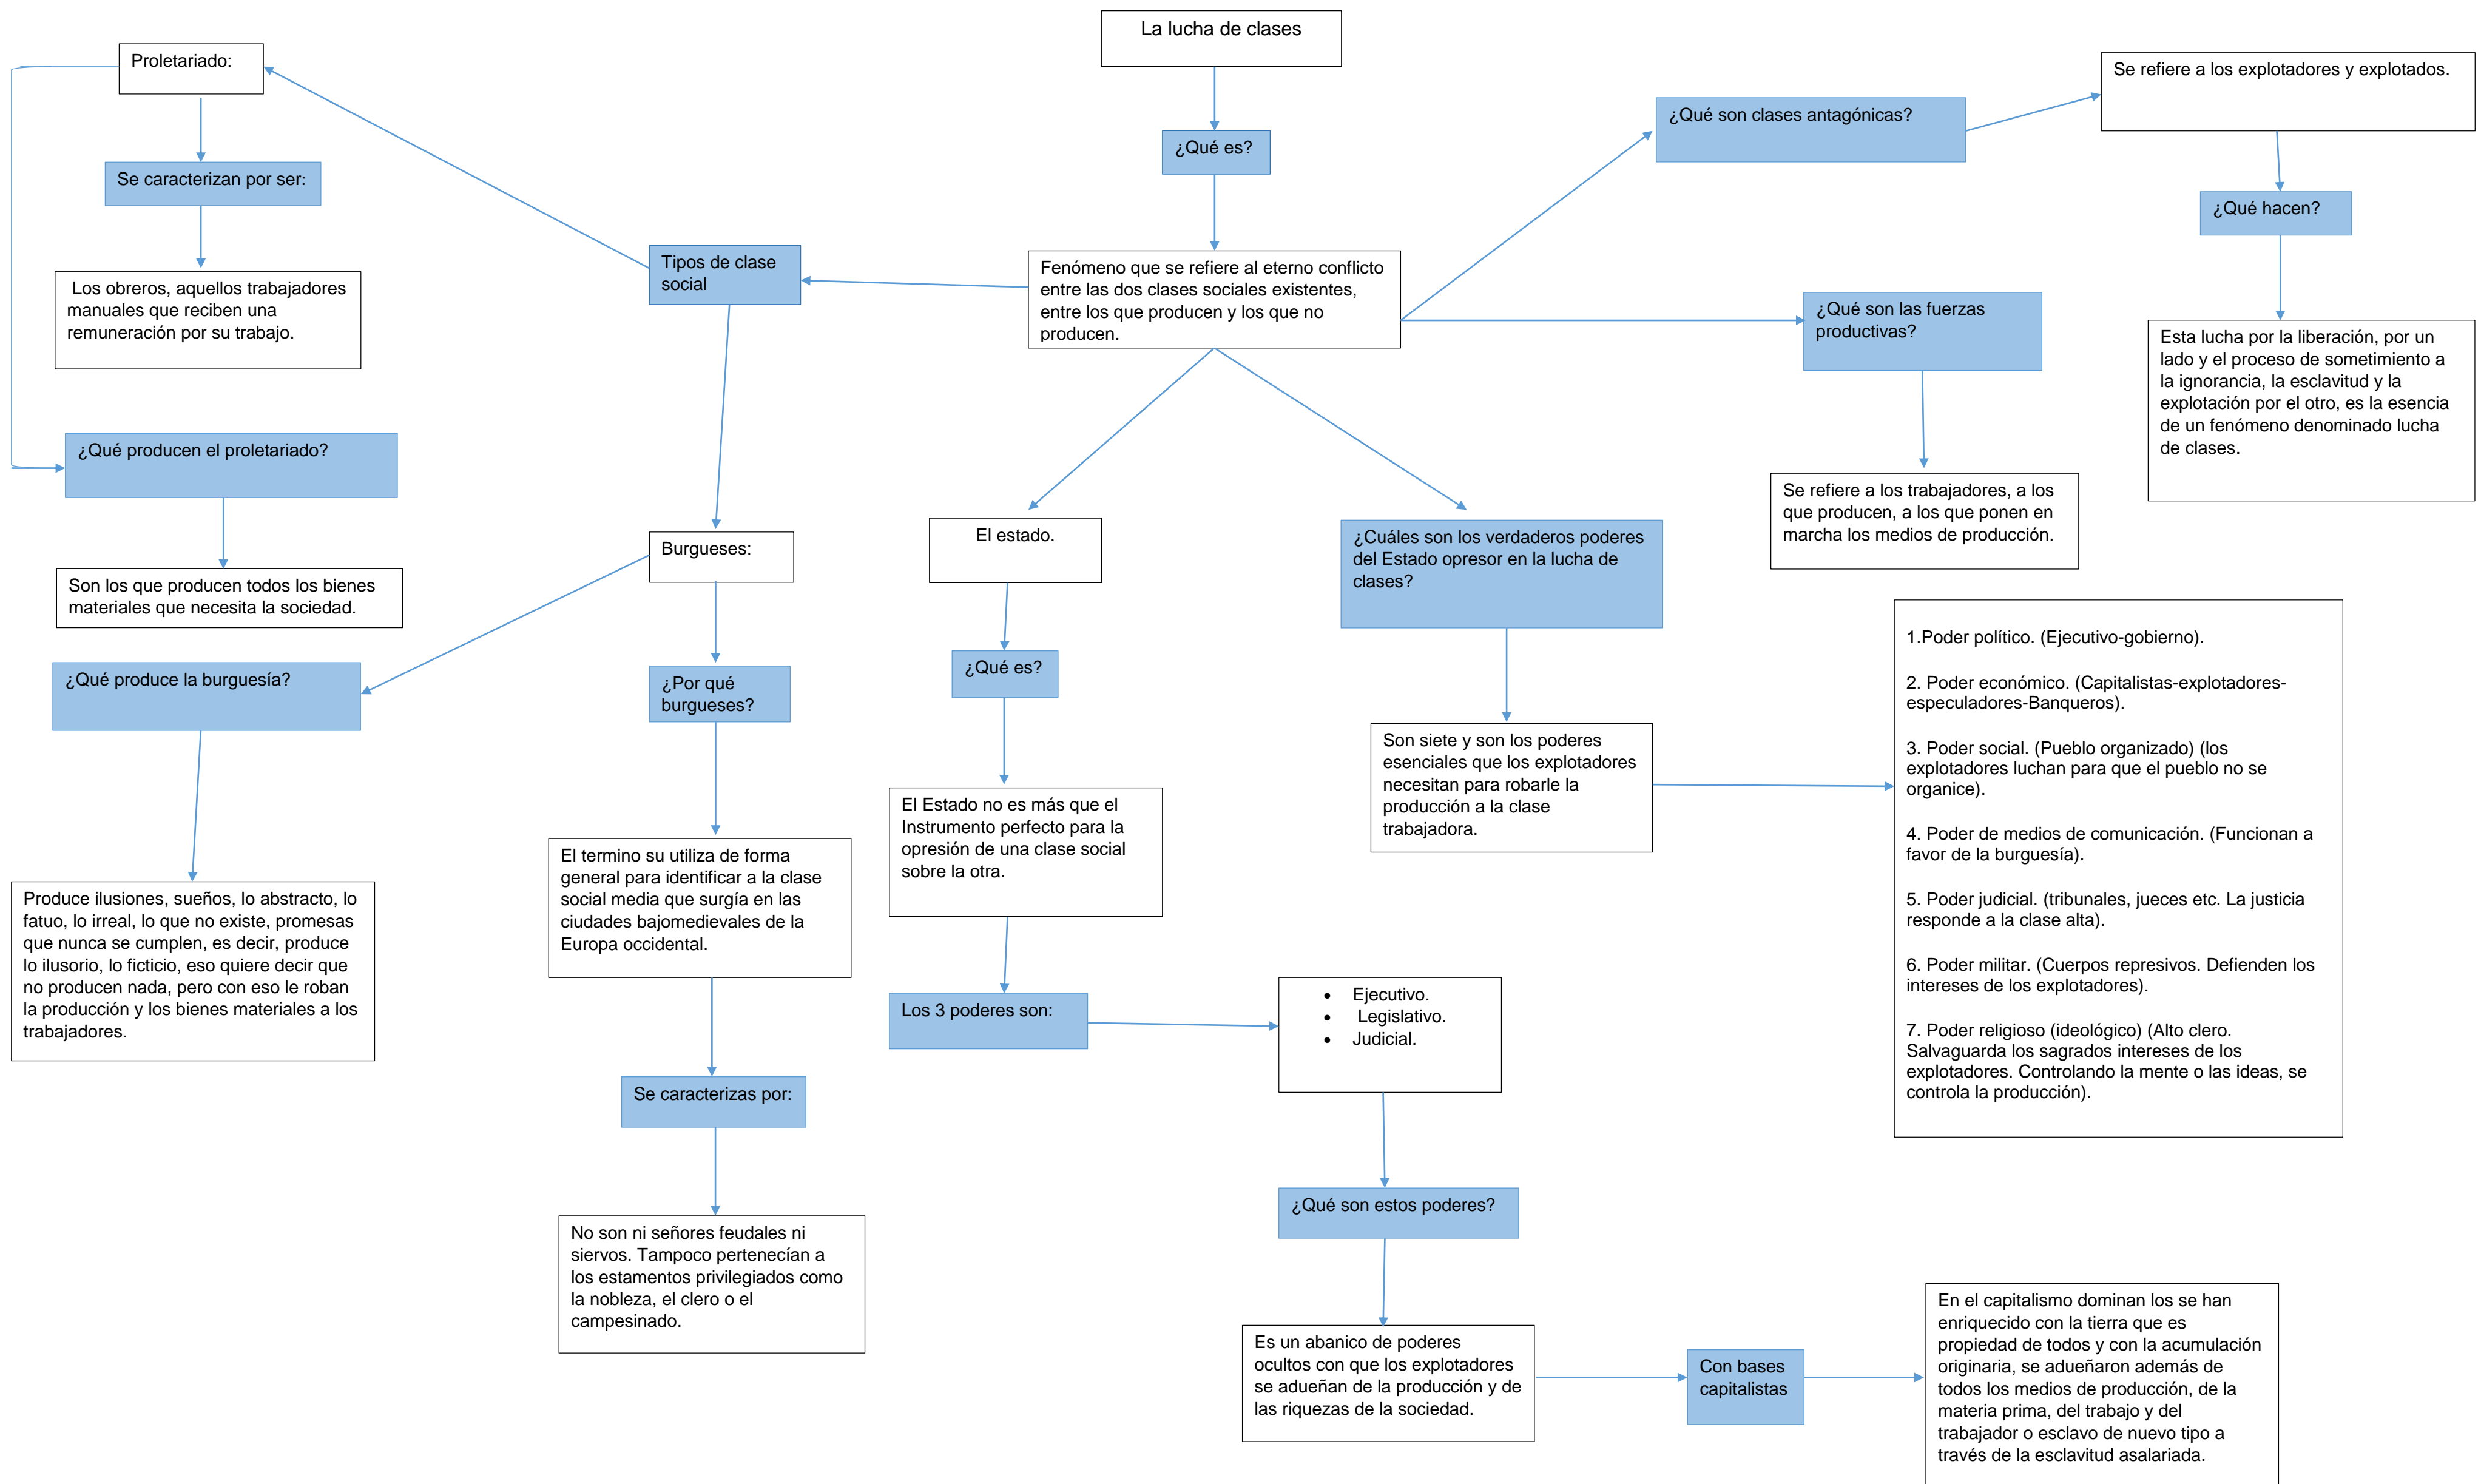 La lucha de clases
¿Qué es?
Fenómeno que se refiere al eterno conflicto
entre las dos clases sociales existentes,
entre los que producen y los que no
producen.
Tipos de clase
social
Proletariado:
Se caracterizan por ser:
Los obreros, aquellos trabajadores
manuales que reciben una
remuneración por su trabajo.
¿Qué producen el proletariado?
Son los que producen todos los bienes
materiales que necesita la sociedad.
Burgueses:
¿Qué produce la burguesía?
Produce ilusiones, sueños, lo abstracto, lo
fatuo, lo irreal, lo que no existe, promesas
que nunca se cumplen, es decir, produce
lo ilusorio, lo ficticio, eso quiere decir que
no producen nada, pero con eso le roban
la producción y los bienes materiales a los
trabajadores.
¿Por qué
burgueses?
El termino su utiliza de forma
general para identificar a la clase
social media que surgía en las
ciudades bajomedievales de la
Europa occidental.
Se caracterizas por:
No son ni señores feudales ni
siervos. Tampoco pertenecían a
los estamentos privilegiados como
la nobleza, el clero o el
campesinado.
El estado.
¿Qué es?
El Estado no es más que el
Instrumento perfecto para la
opresión de una clase social
sobre la otra.
Los 3 poderes son:
• Ejecutivo.
• Legislativo.
• Judicial.
¿Qué son estos poderes?
Es un abanico de poderes
ocultos con que los explotadores
se adueñan de la producción y de
las riquezas de la sociedad.
Con bases
capitalistas
En el capitalismo dominan los se han
enriquecido con la tierra que es
propiedad de todos y con la acumulación
originaria, se adueñaron además de
todos los medios de producción, de la
materia prima, del trabajo y del
trabajador o esclavo de nuevo tipo a
través de la esclavitud asalariada.
¿Cuáles son los verdaderos poderes
del Estado opresor en la lucha de
clases?
Son siete y son los poderes
esenciales que los explotadores
necesitan para robarle la
producción a la clase
trabajadora.
1.Poder político. (Ejecutivo-gobierno).
2. Poder económico. (Capitalistas-explotadores-
especuladores-Banqueros).
3. Poder social. (Pueblo organizado) (los
explotadores luchan para que el pueblo no se
organice).
4. Poder de medios de comunicación. (Funcionan a
favor de la burguesía).
5. Poder judicial. (tribunales, jueces etc. La justicia
responde a la clase alta).
6. Poder militar. (Cuerpos represivos. Defienden los
intereses de los explotadores).
7. Poder religioso (ideológico) (Alto clero.
Salvaguarda los sagrados intereses de los
explotadores. Controlando la mente o las ideas, se
controla la producción).
¿Qué son clases antagónicas?
Se refiere a los explotadores y explotados.
¿Qué hacen?
Esta lucha por la liberación, por un
lado y el proceso de sometimiento a
la ignorancia, la esclavitud y la
explotación por el otro, es la esencia
de un fenómeno denominado lucha
de clases.
¿Qué son las fuerzas
productivas?
Se refiere a los trabajadores, a los
que producen, a los que ponen en
marcha los medios de producción.